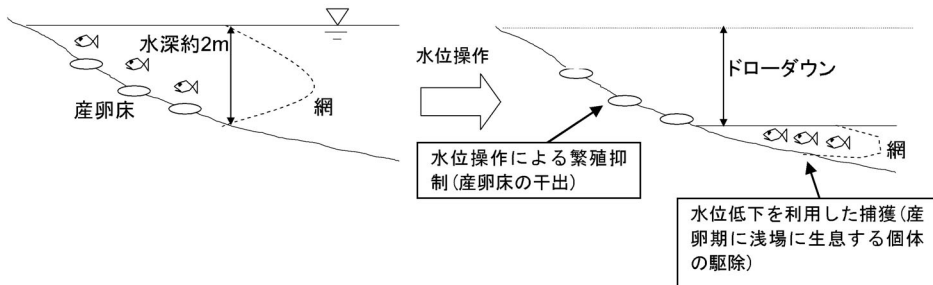 水深約2m
産卵床
網
水位操作
ドローダウン
網
水位操作による繁殖抑
制(産卵床の干出)
水位低下を利用した捕獲(産
卵期に浅場に生息する個体
の駆除)